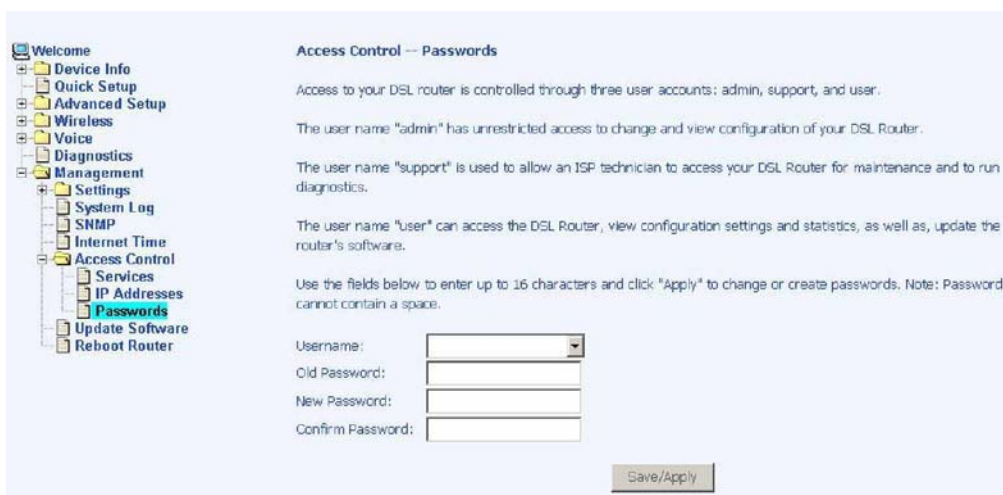 Welcome
Device Info
Quick Setup
Advanced Setup
Wireless
Voice
Diagnostics
Management
Settings
System Log
SNMP
Internet Time
Access Control
Services
IP Addresses
Passwords
Update Software
Reboot Router
Access Control -- Passwords
Access to your DSL router is controlled through three user accounts: admin, support, and user.
The user name "admin" has unrestricted access to change and view configuration of your DSL Router.
The user name "support" is used to allow an ISP technician to access your DSL Router for maintenance and to run
diagnostics.
The user name "user" can access the DSL Router, view configuration settings and statistics, as well as, update the
router's software.
Use the fields below to enter up to 16 characters and click "Apply" to change or create passwords. Note: Password
cannot contain a space.
Username:
Old Password:
New Password:
Confirm Password:
Save/Apply